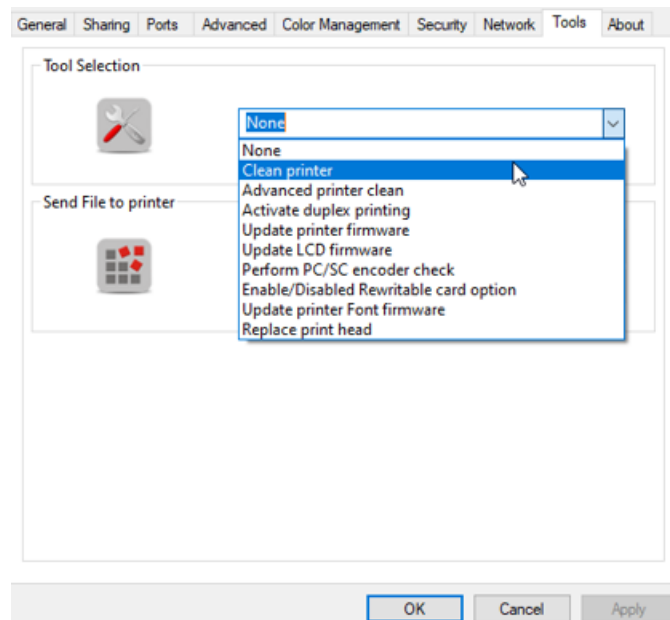 General Sharing Ports Advanced Color Management Security Network Tools About
Tool Selection
None
None
Clean printer
Advanced printer clean
Activate duplex printing
Update printer firmware
Update LCD firmware
Perform PC/SC encoder check
Enable/Disabled Rewritable card option
Update printer Font firmware
Replace print head
Send File to printer
OK Cancel Apply